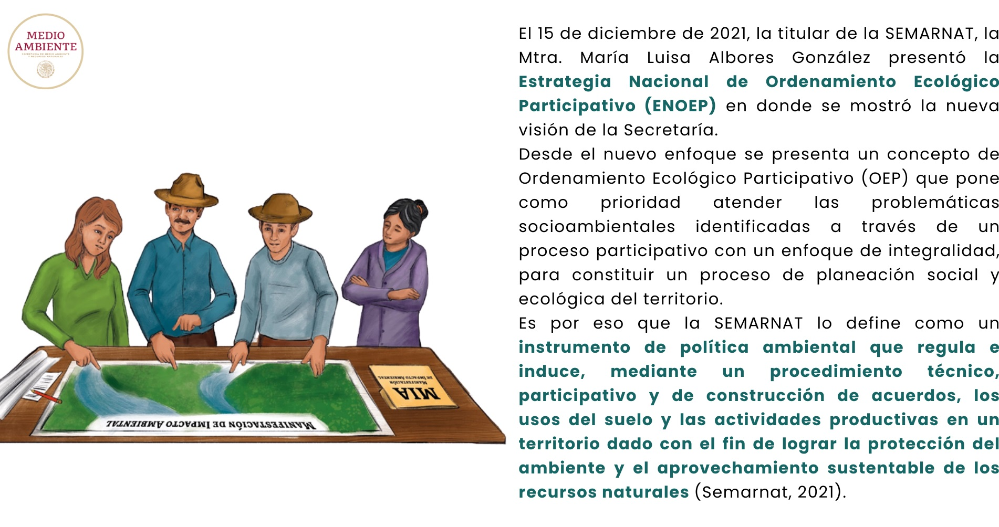 MEDIO
AMBIENTE
SECRETARÍA DE MEDIO AMBIENTE
Y RECURSOS NATURALES
El 15 de diciembre de 2021, la titular de la SEMARNAT, la
Mtra. María Luisa Albores González presentó la
Estrategia Nacional de Ordenamiento Ecológico
Participativo (ENOEP) en donde se mostró la nueva
visión de la Secretaría.
Desde el nuevo enfoque se presenta un concepto de
Ordenamiento Ecológico Participativo (OEP) que pone
como prioridad atender las problemáticas
socioambientales identificadas a través de un
proceso participativo con un enfoque de integralidad,
para constituir un proceso de planeación social y
ecológica del territorio.
Es por eso que la SEMARNAT lo define como un
instrumento de política ambiental que regula e
induce, mediante un procedimiento técnico,
participativo y de construcción de acuerdos, los
usos del suelo y las actividades productivas en un
territorio dado con el fin de lograr la protección del
ambiente y el aprovechamiento sustentable de los
recursos naturales (Semarnat, 2021).
MIA
Manifestación
de Impacto Ambiental
Manifestación de Impacto Ambiental